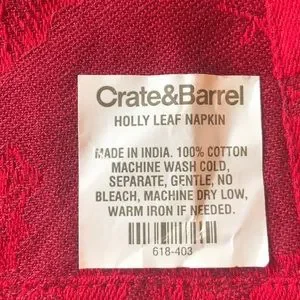 Crate&Barrel
HOLLY LEAF NAPKIN
MADE IN INDIA. 100% COTTON
MACHINE WASH COLD,
SEPARATE, GENTLE, NO
BLEACH, MACHINE DRY LOW,
WARM IRON IF NEEDED.
618-403